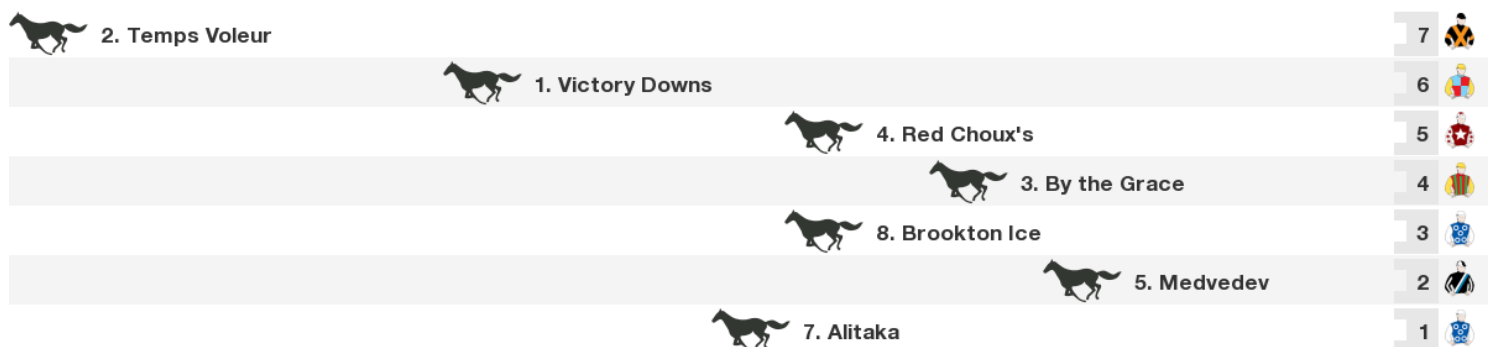 2. Temps Voleur 7
1. Victory Downs 6
4. Red Choux's 5
3. By the Grace 4
8. Brookton Ice 3
5. Medvedev 2
7. Alitaka 1